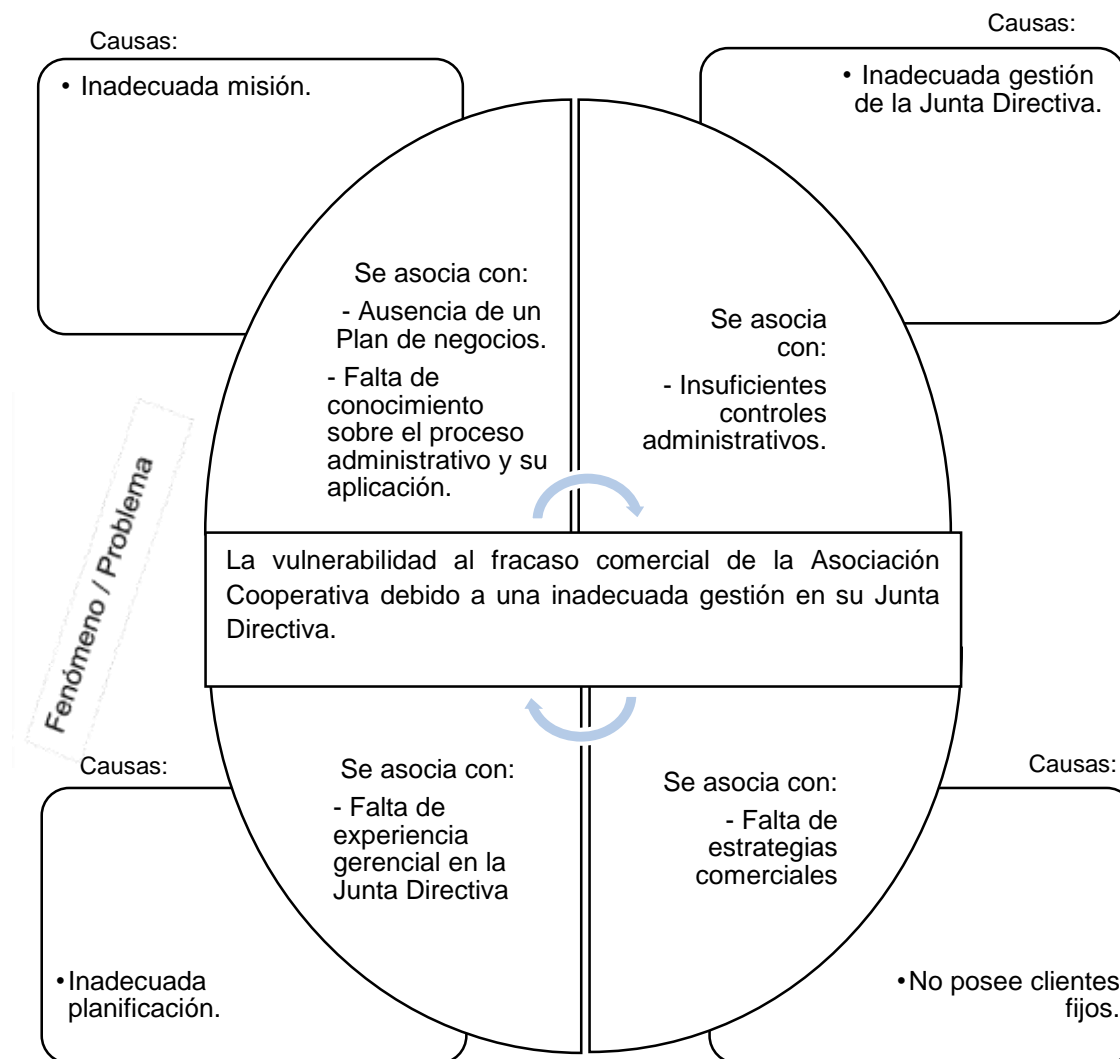 Causas:
• Inadecuada misión.
Causas:
• Inadecuada gestión
de la Junta Directiva.
Se asocia con:
- Ausencia de un
Plan de negocios.
- Falta de
conocimiento
sobre el proceso
administrativo y su
aplicación.
Se asocia
con:
- Insuficientes
controles
administrativos.
Fenómeno / Problema
La vulnerabilidad al fracaso comercial de la Asociación
Cooperativa debido a una inadecuada gestión en su Junta
Directiva.
Causas:
Se asocia con:
- Falta de
experiencia
gerencial en la
Junta Directiva
•Inadecuada
planificación.
Se asocia con:
- Falta de
estrategias
comerciales
Causas:
•No posee clientes
fijos.